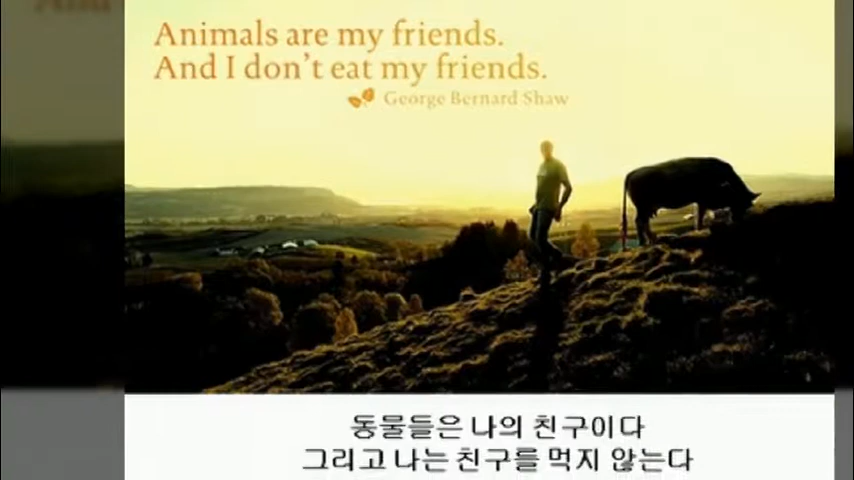 Animals are my friends.
And I don't eat my friends.
George Bernard Shaw
동물들은 나의 친구이다
그리고 나는 친구를 먹지 않는다